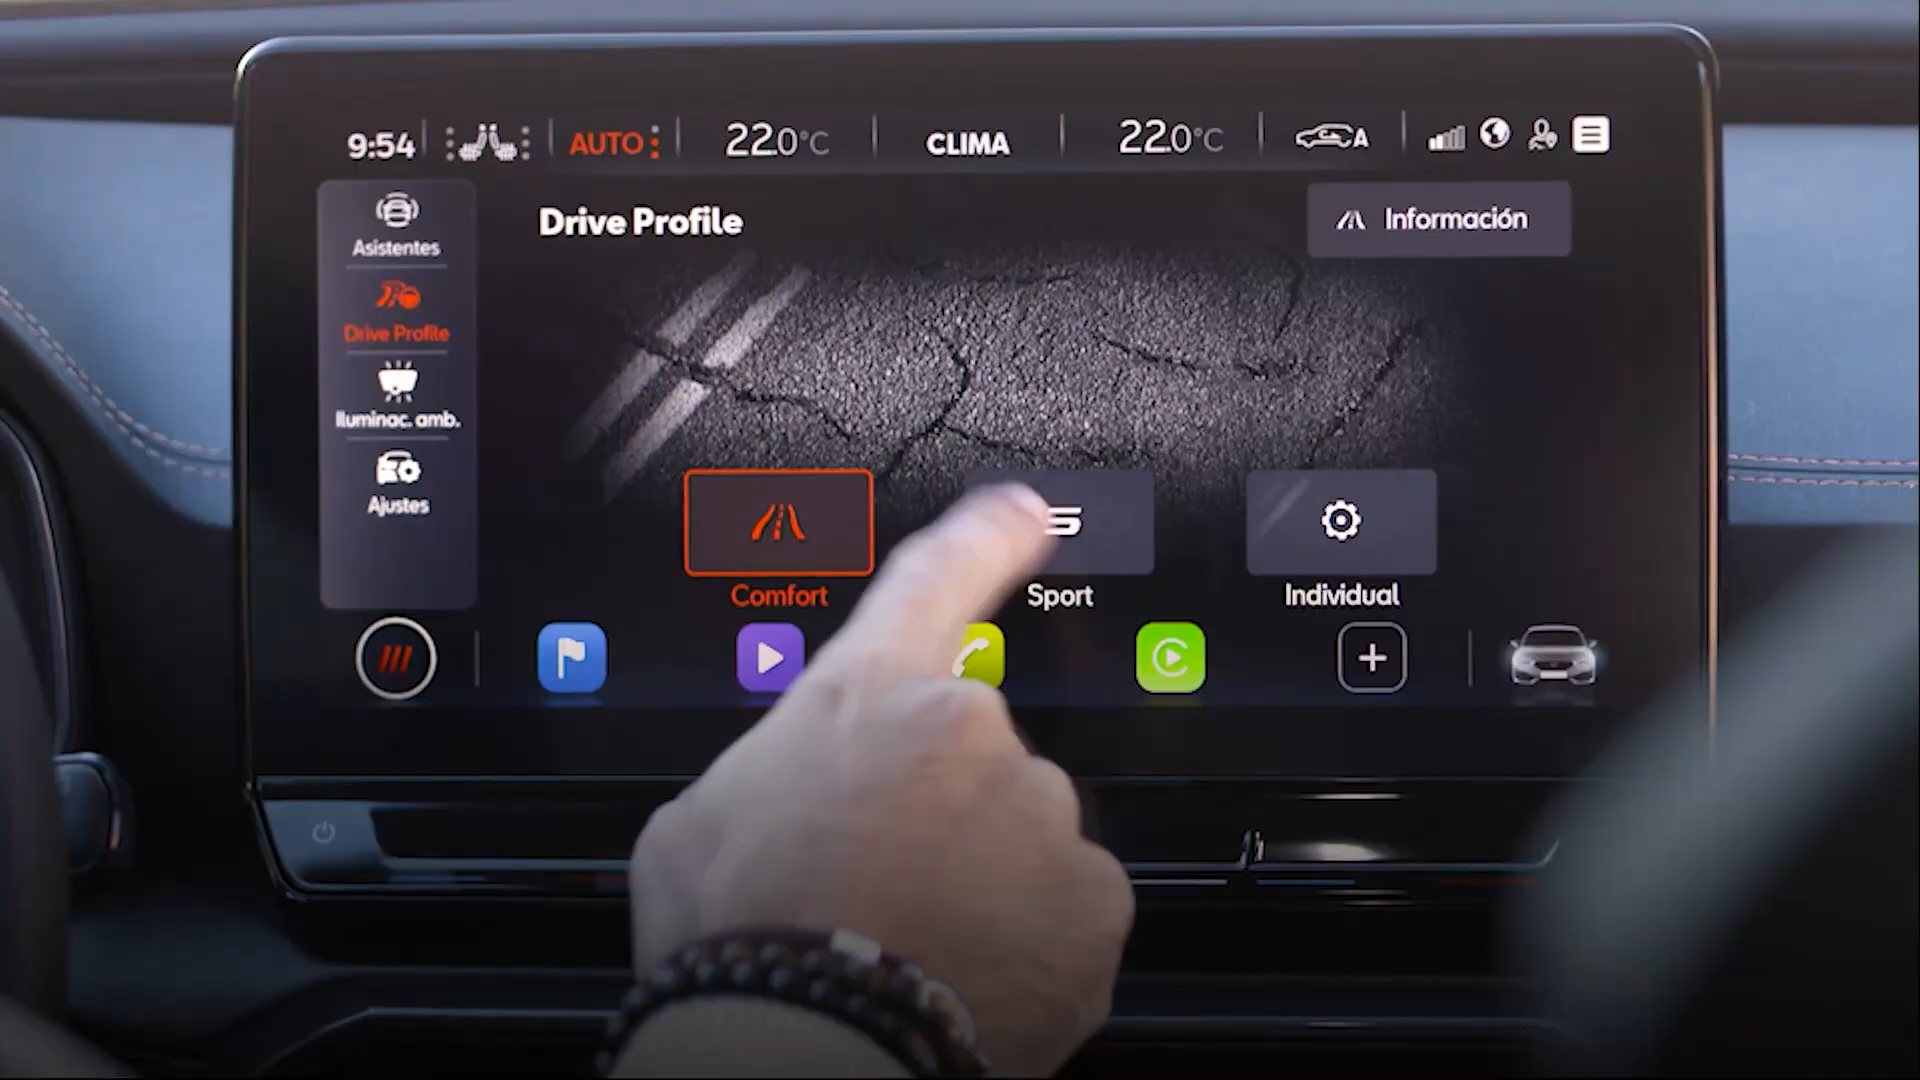 9:54 AUTO 22.0°C CLIMA 22.0°C A
Asistentes
Drive Profile
Iluminac. amb.
Ajustes
Drive Profile
Información
S
Comfort
Sport
Individual